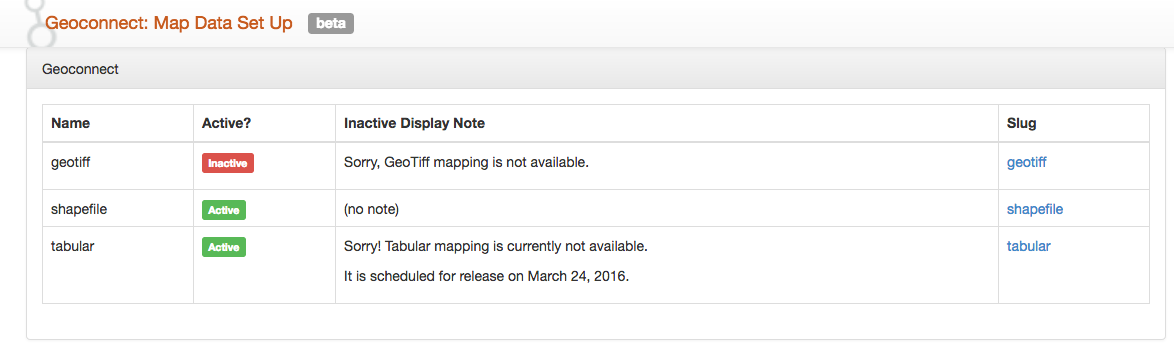 Geoconnect: Map Data Set Up beta
Geoconnect
Name Active? Inactive Display Note Slug
geotiff Inactive Sorry, GeoTiff mapping is not available. geotiff
shapefile Active (no note) shapefile
tabular Active Sorry! Tabular mapping is currently not available. tabular
It is scheduled for release on March 24, 2016.